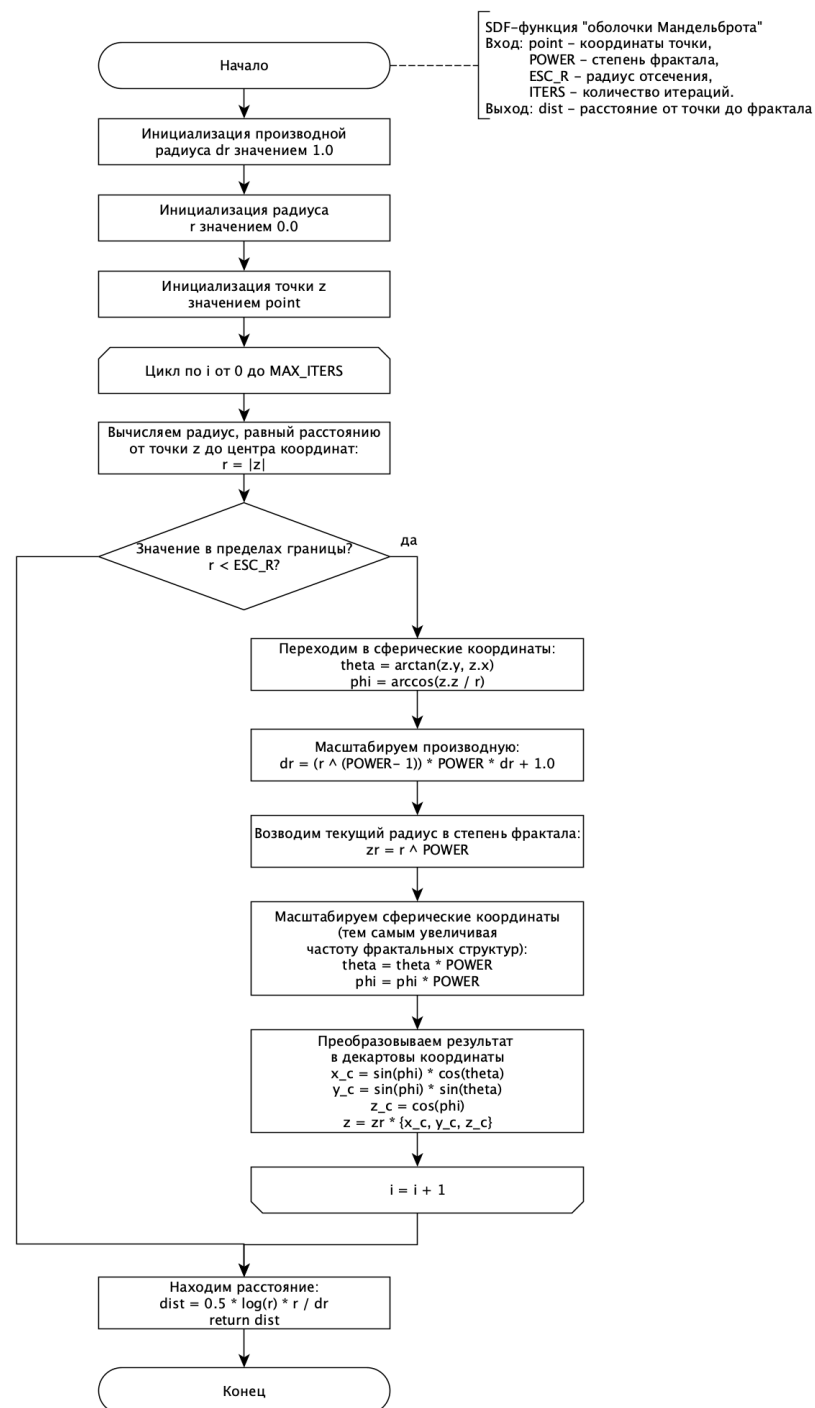 Начало
SDF-функция "оболочки Мандельброта"
Вход: point – координаты точки,
POWER – степень фрактала,
ESC_R – радиус отсечения,
ITERS – количество итераций.
Выход: dist – расстояние от точки до фрактала
Инициализация производной
радиуса dr значением 1.0
Инициализация радиуса
r значением 0.0
Инициализация точки z
значением point
Цикл по i от 0 до MAX_ITERS
Вычисляем радиус, равный расстоянию
от точки z до центра координат:
r = |z|
Значение в пределах границы?
r < ESC_R?
да
Переходим в сферические координаты:
theta = arctan(z.y, z.x)
phi = arccos(z.z / r)
Масштабируем производную:
dr = (r ^ (POWER– 1)) * POWER * dr + 1.0
Возводим текущий радиус в степень фрактала:
zr = r ^ POWER
Масштабируем сферические координаты
(тем самым увеличивая
частоту фрактальных структур):
theta = theta * POWER
phi = phi * POWER
Преобразовываем результат
в декартовы координаты
x_c = sin(phi) * cos(theta)
y_c = sin(phi) * sin(theta)
z_c = cos(phi)
z = zr * {x_c, y_c, z_c}
i = i + 1
Находим расстояние:
dist = 0.5 * log(r) * r / dr
return dist
Конец